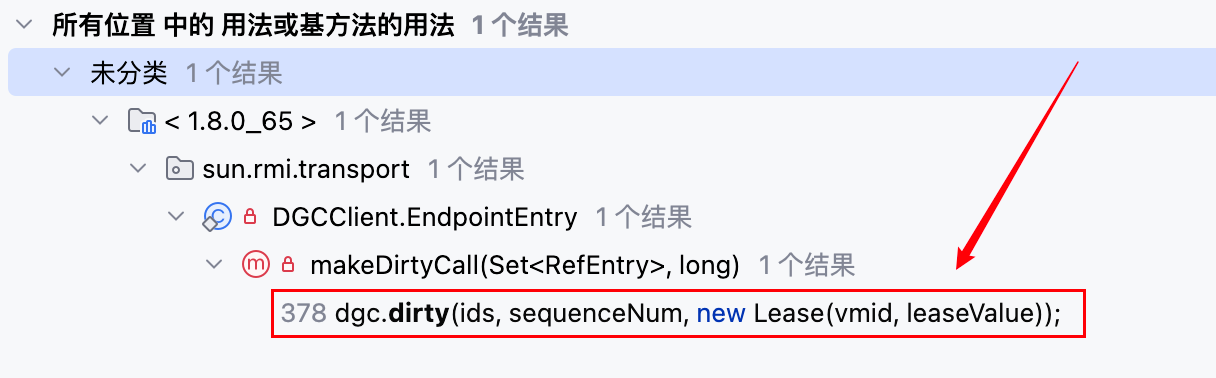 所有位置 中的 用法或基方法的用法 1 个结果
未分类 1 个结果
< 1.8.0_65 > 1 个结果
sun.rmi.transport 1 个结果
DGCClient.EndpointEntry 1 个结果
makeDirtyCall(Set<RefEntry>, long) 1 个结果
378 dgc.dirty(ids, sequenceNum, new Lease(vmid, leaseValue));